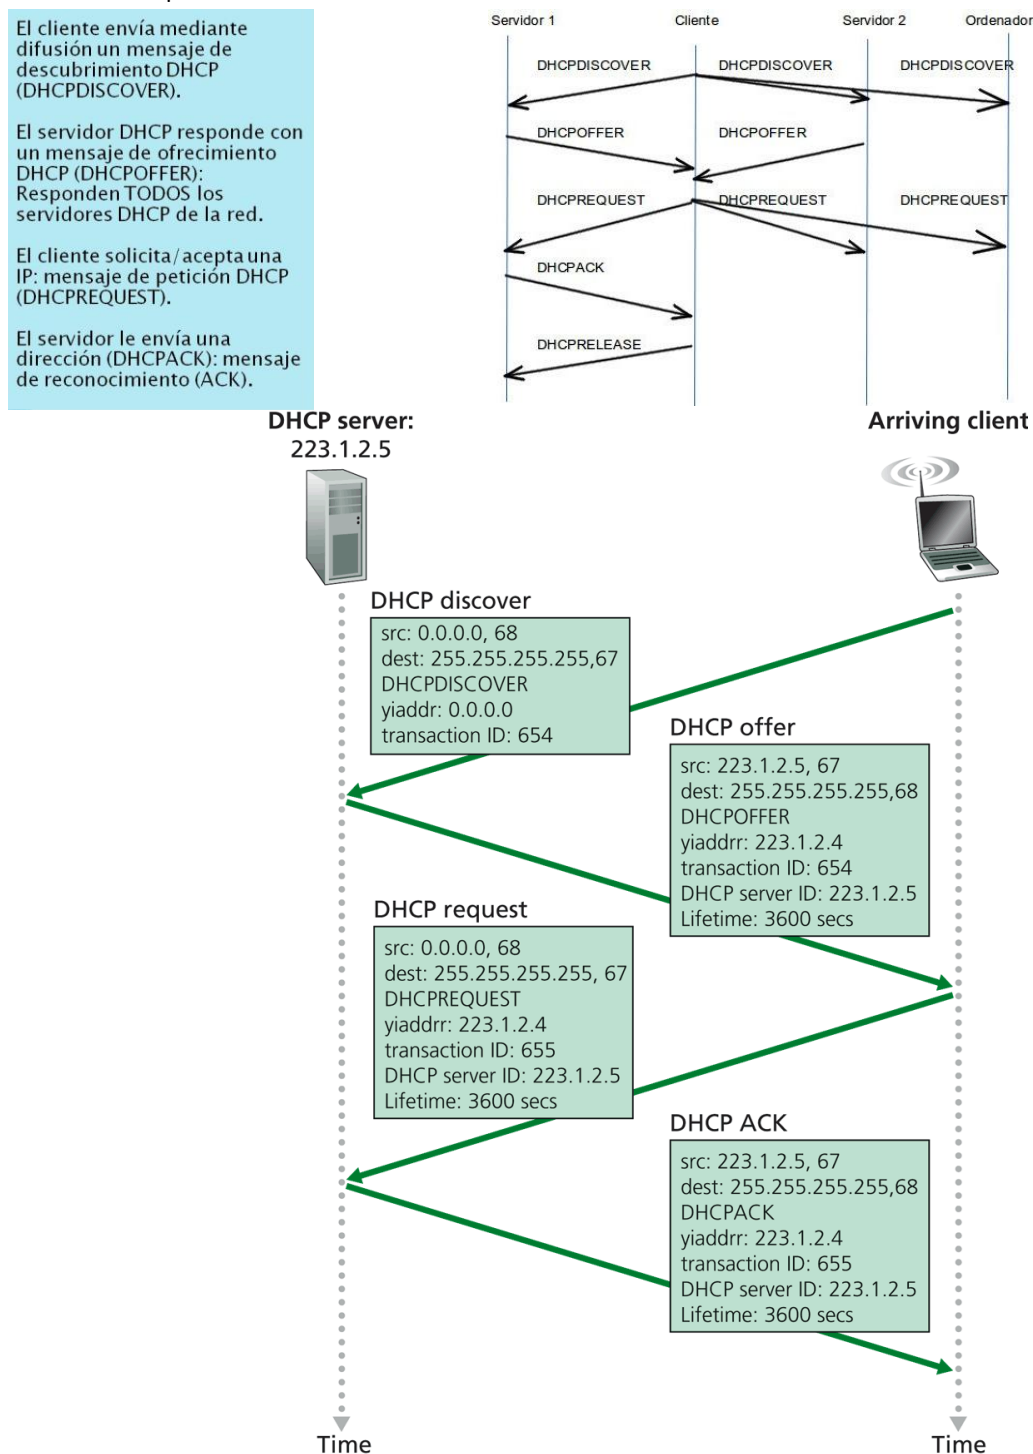 El cliente envía mediante
difusión un mensaje de
descubrimiento DHCP
(DHCPDISCOVER).
El servidor DHCP responde con
un mensaje de ofrecimiento
DHCP (DHCPOFFER):
Responden TODOS los
servidores DHCP de la red.
El cliente solicita/acepta una
IP: mensaje de petición DHCP
(DHCPREQUEST).
El servidor le envía una
dirección (DHCPACK): mensaje
de reconocimiento (ACK).
Servidor 1 Cliente Servidor 2 Ordenador
DHCPDISCOVER DHCPDISCOVER DHCPDISCOVER
DHCPOFFER DHCPOFFER
DHCPREQUEST DHCPREQUEST DHCPREQUEST
DHCPACK
DHCPRELEASE
DHCP server:
223.1.2.5
Arriving client
DHCP discover
src: 0.0.0.0, 68
dest: 255.255.255.255,67
DHCPDISCOVER
yiaddr: 0.0.0.0
transaction ID: 654
DHCP offer
src: 223.1.2.5, 67
dest: 255.255.255.255,68
DHCPOFFER
yiaddrr: 223.1.2.4
transaction ID: 654
DHCP server ID: 223.1.2.5
Lifetime: 3600 secs
DHCP request
src: 0.0.0.0, 68
dest: 255.255.255.255, 67
DHCPREQUEST
yiaddrr: 223.1.2.4
transaction ID: 655
DHCP server ID: 223.1.2.5
Lifetime: 3600 secs
DHCP ACK
src: 223.1.2.5, 67
dest: 255.255.255.255,68
DHCPACK
yiaddrr: 223.1.2.4
transaction ID: 655
DHCP server ID: 223.1.2.5
Lifetime: 3600 secs
Time Time